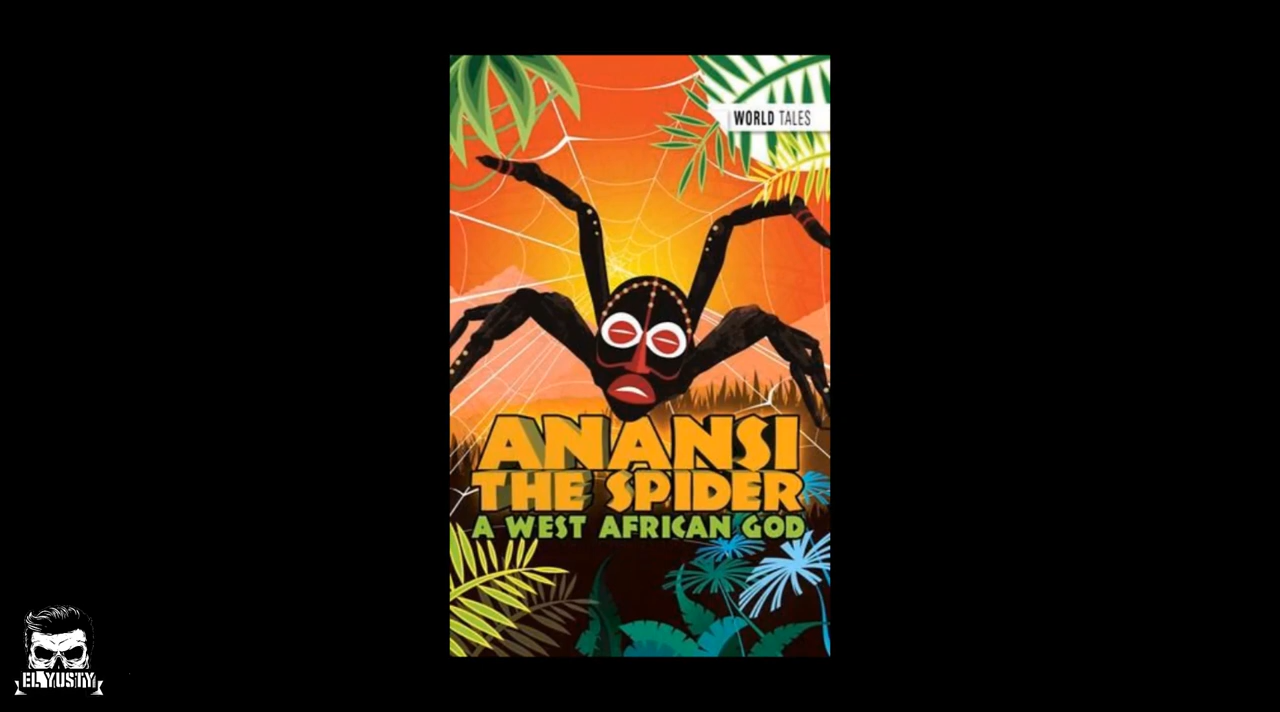 WORLD TALES
ANANSI
THE SPIDER
A WEST AFRICAN GOD
EL YUSTY